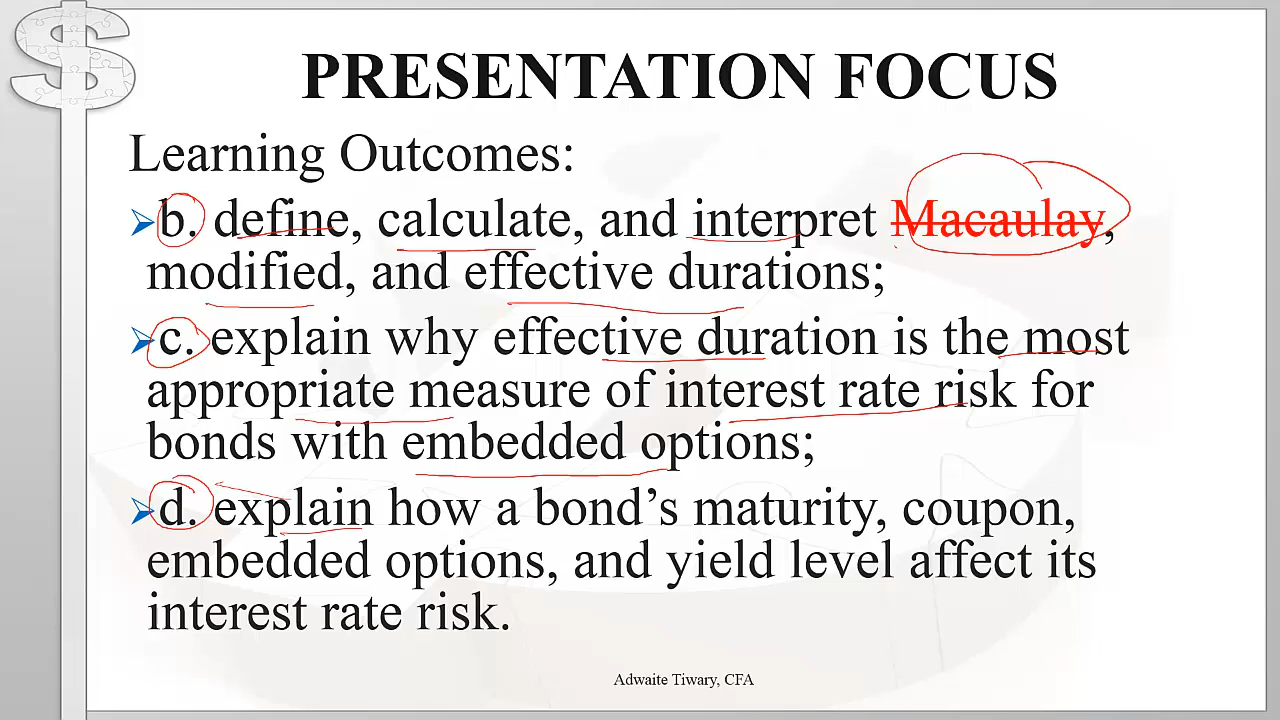 PRESENTATION FOCUS
Learning Outcomes:
b. define, calculate, and interpret Macaulay,
modified, and effective durations;
c. explain why effective duration is the most
appropriate measure of interest rate risk for
bonds with embedded options;
d. explain how a bond’s maturity, coupon,
embedded options, and yield level affect its
interest rate risk.
Adwaite Tiwary, CFA